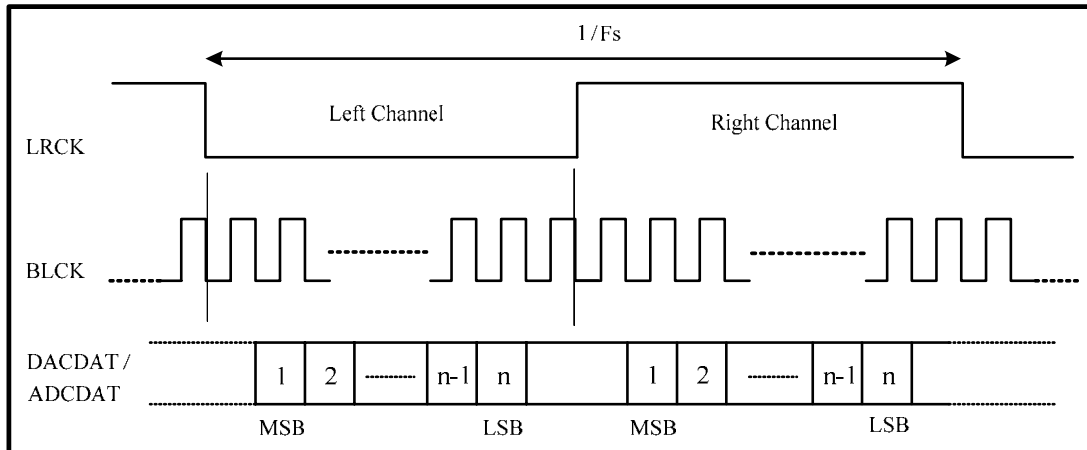 1/Fs
Left Channel
Right Channel
LRCK
BLCK
DACDAT /
ADCDAT
1 2 n-1 n 1 2 n-1 n
MSB LSB MSB LSB